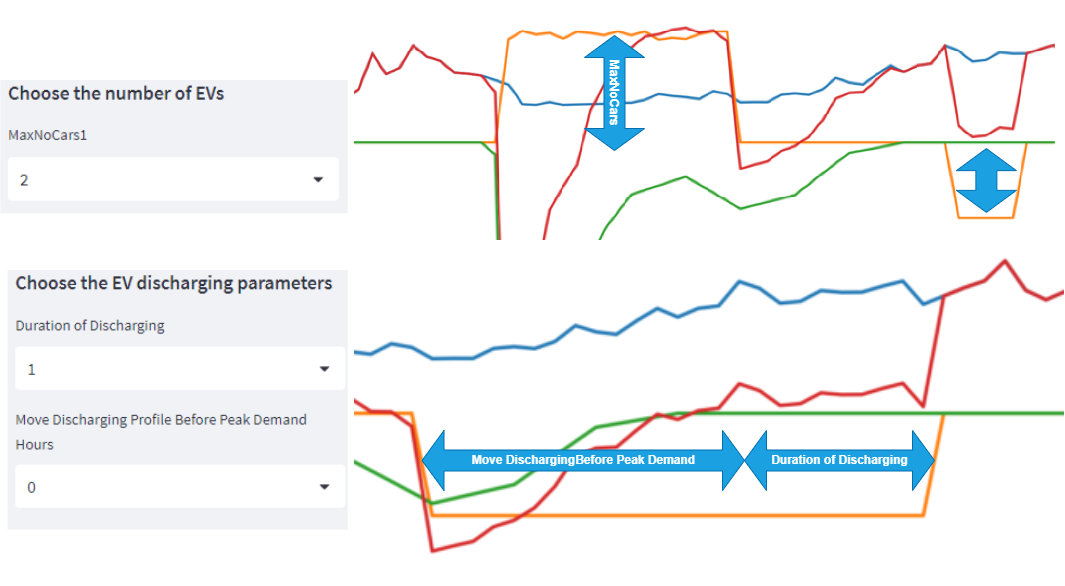 Choose the number of EVs
MaxNoCars1
2
MaxNoCars
Choose the EV discharging parameters
Duration of Discharging
1
Move Discharging Profile Before Peak Demand
Hours
0
Move DischargingBefore Peak Demand
Duration of Discharging